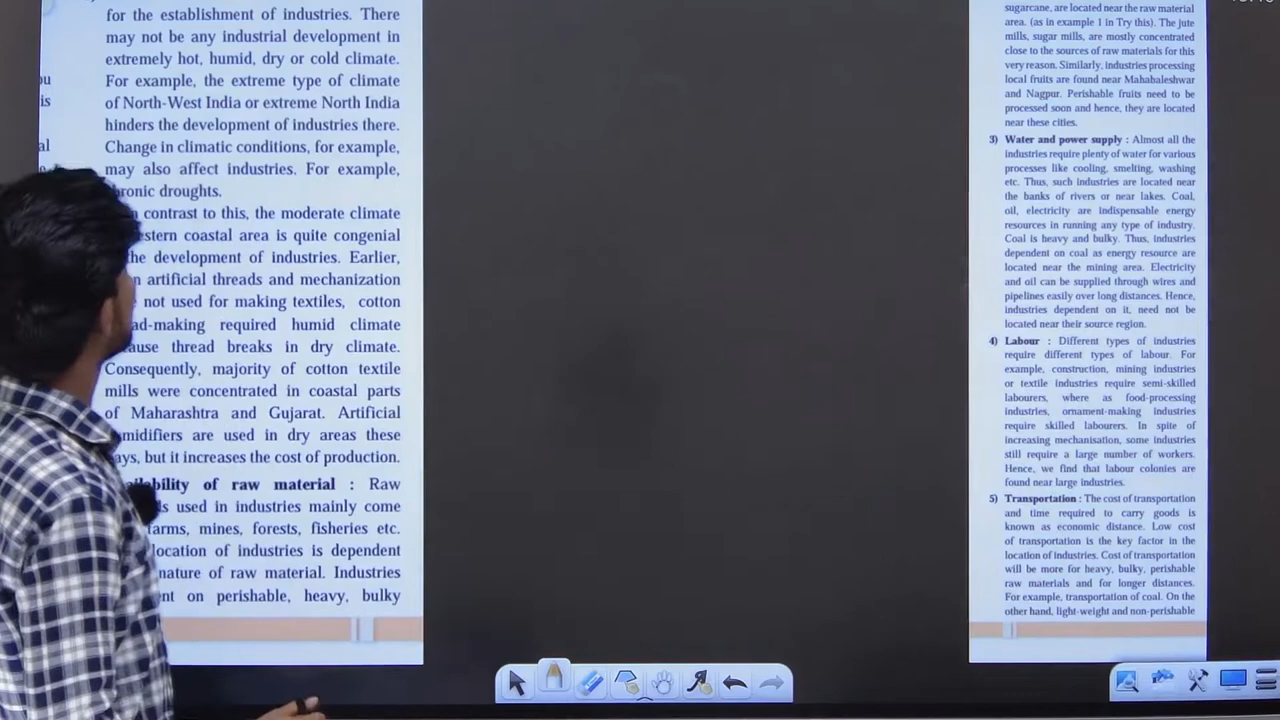 for the establishment of industries. There
may not be any industrial development in
extremely hot, humid, dry or cold climate.
For example, the extreme type of climate
of North-West India or extreme North India
hinders the development of industries there.
Change in climatic conditions, for example,
may also affect industries. For example,
droughts.
contrast to this, the moderate climate
coastal area is quite congenial
the development of industries. Earlier,
artificial threads and mechanization
not used for making textiles, cotton
required humid climate
thread breaks in dry climate.
Consequently, majority of cotton textile
mills were concentrated in coastal parts
of Maharashtra and Gujarat. Artificial
are used in dry areas these
but it increases the cost of production.
of raw material : Raw
used in industries mainly come
mines, forests, fisheries etc.
location of industries is dependent
nature of raw material. Industries
on perishable, heavy, bulky
sugarcane, are located near the raw material
area. (as in example 1 in Try this). The jute
mills, sugar mills, are mostly concentrated
close to the sources of raw materials for this
very reason. Similarly, industries processing
local fruits are found near Mahabaleshwar
and Nagpur. Perishable fruits need to be
processed soon and hence, they are located
near these cities.
3) Water and power supply : Almost all the
industries require plenty of water for various
processes like cooling, smelting, washing
etc. Thus, such industries are located near
the banks of rivers or near lakes. Coal,
oil, electricity are indispensable energy
resources in running any type of industry.
Coal is heavy and bulky. Thus, industries
dependent on coal as energy resource are
located near the mining area. Electricity
and oil can be supplied through wires and
pipelines easily over long distances. Hence,
industries dependent on it, need not be
located near their source region.
4) Labour : Different types of industries
require different types of labour. For
example, construction, mining industries
or textile industries require semi-skilled
labourers, where as food-processing
industries, ornament-making industries
require skilled labourers. In spite of
increasing mechanisation, some industries
still require a large number of workers.
Hence, we find that labour colonies are
found near large industries.
5) Transportation : The cost of transportation
and time required to carry goods is
known as economic distance. Low cost
of transportation is the key factor in the
location of industries. Cost of transportation
will be more for heavy, bulky, perishable
raw materials and for longer distances.
For example, transportation of coal. On the
other hand, light-weight and non-perishable